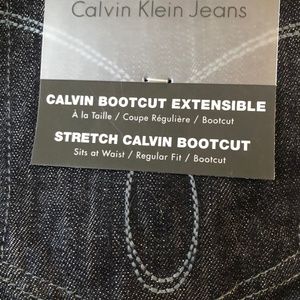 Calvin Klein Jeans
CALVIN BOOTCUT EXTENSIBLE
À la Taille / Coupe Régulière / Bootcut
STRETCH CALVIN BOOTCUT
Sits at Waist / Regular Fit / Bootcut